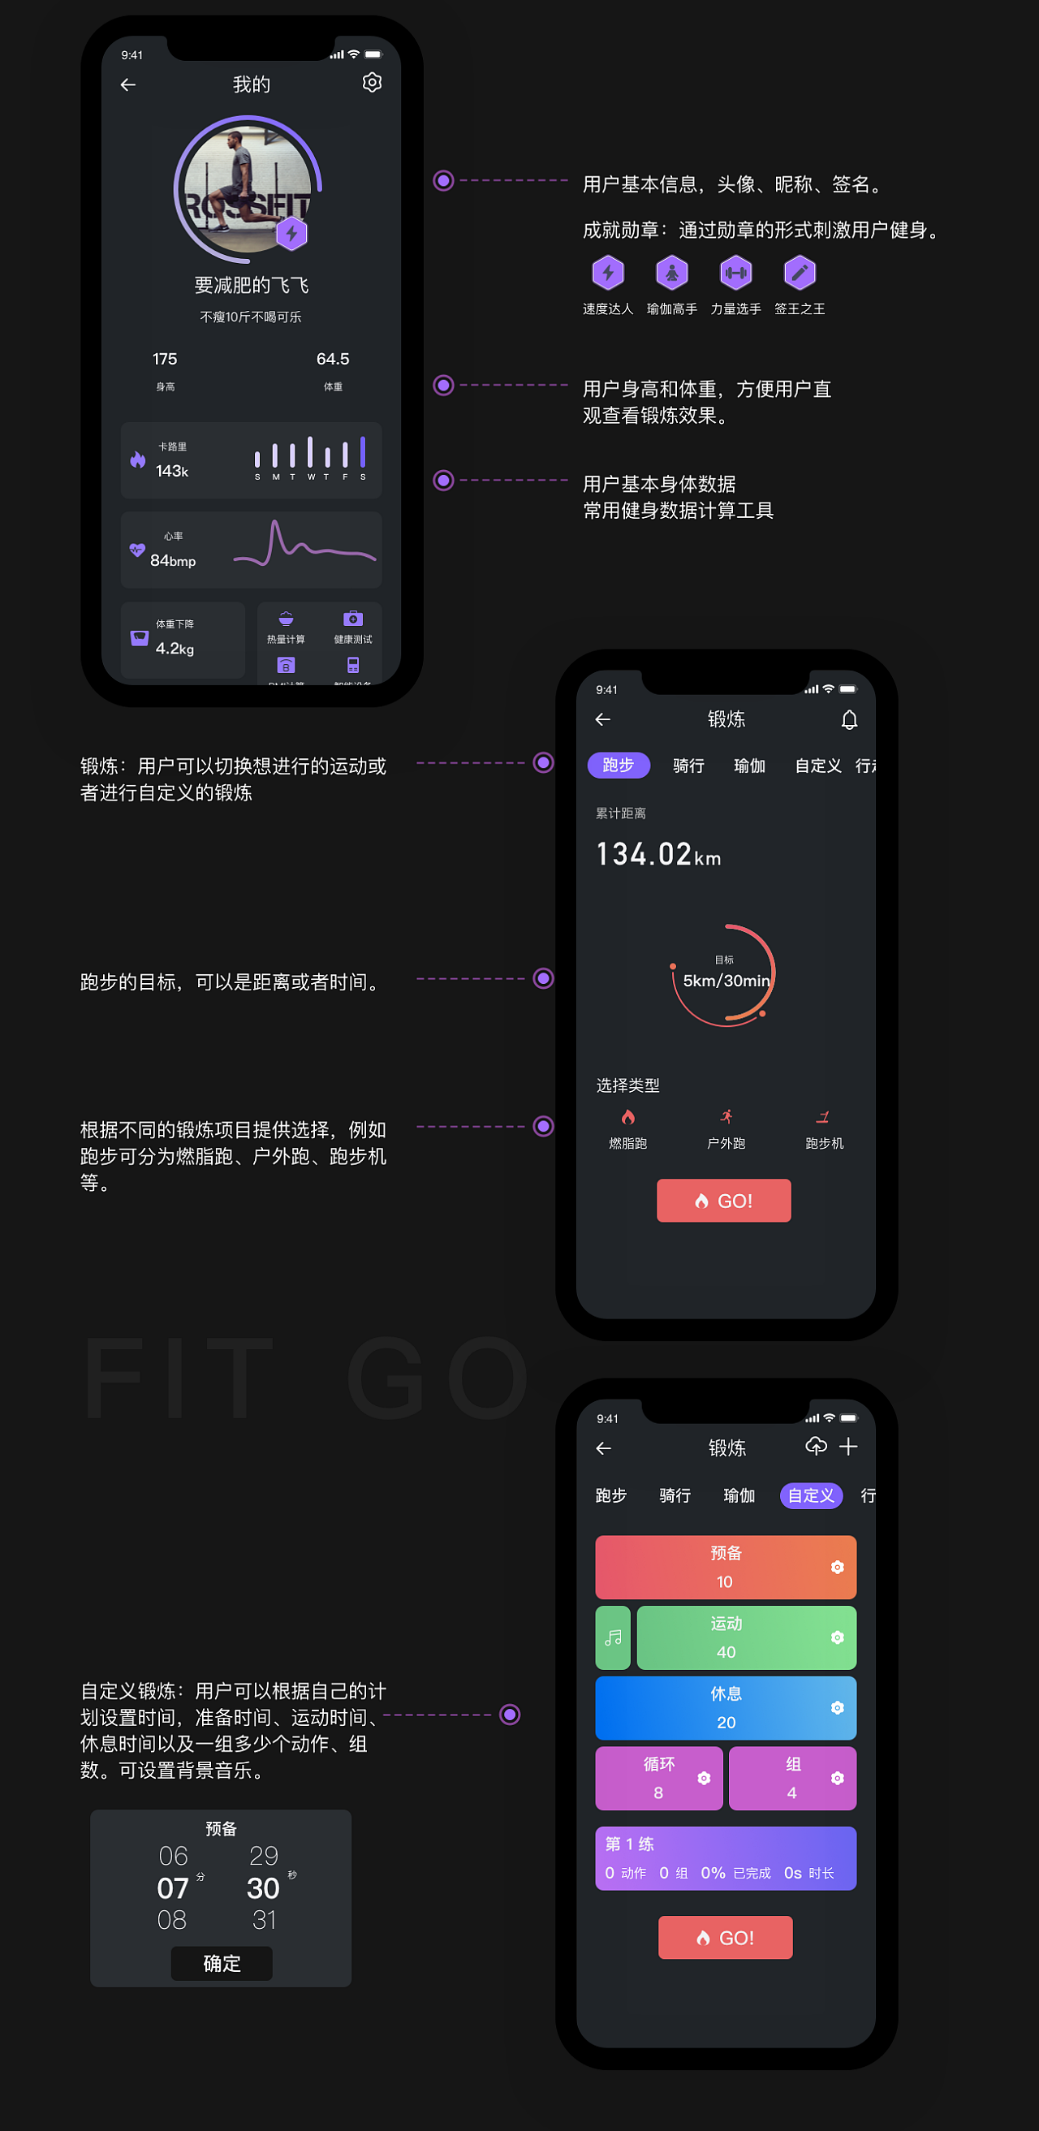 9:41
我的
ROSSFIT
要减肥的飞飞
不瘦10斤不喝可乐
175
64.5
身高
体重
卡路里
143k
S M T W T F S
心率
84bmp
体重下降
4.2kg
热量计算
健康测试
用户基本信息，头像、昵称、签名。
成就勋章：通过勋章的形式刺激用户健身。
速度达人 瑜伽高手 力量选手 签王之王
用户身高和体重，方便用户直
观查看锻炼效果。
用户基本身体数据
常用健身数据计算工具
锻炼：用户可以切换想进行的运动或
者进行自定义的锻炼
跑步的目标，可以是距离或者时间。
根据不同的锻炼项目提供选择，例如
跑步可分为燃脂跑、户外跑、跑步机
等。
9:41
锻炼
跑步 骑行 瑜伽 自定义 行走
累计距离
134.02km
目标
5km/30min
选择类型
燃脂跑 户外跑 跑步机
GO!
FIT GO
9:41
锻炼
跑步 骑行 瑜伽 自定义 行
预备
10
运动
40
休息
20
循环
8
组
4
第 1 练
0 动作 0 组 0% 已完成 0s 时长
GO!
自定义锻炼：用户可以根据自己的计
划设置时间，准备时间、运动时间、
休息时间以及一组多少个动作、组
数。可设置背景音乐。
预备
06 29
07 分 30 秒
08 31
确定